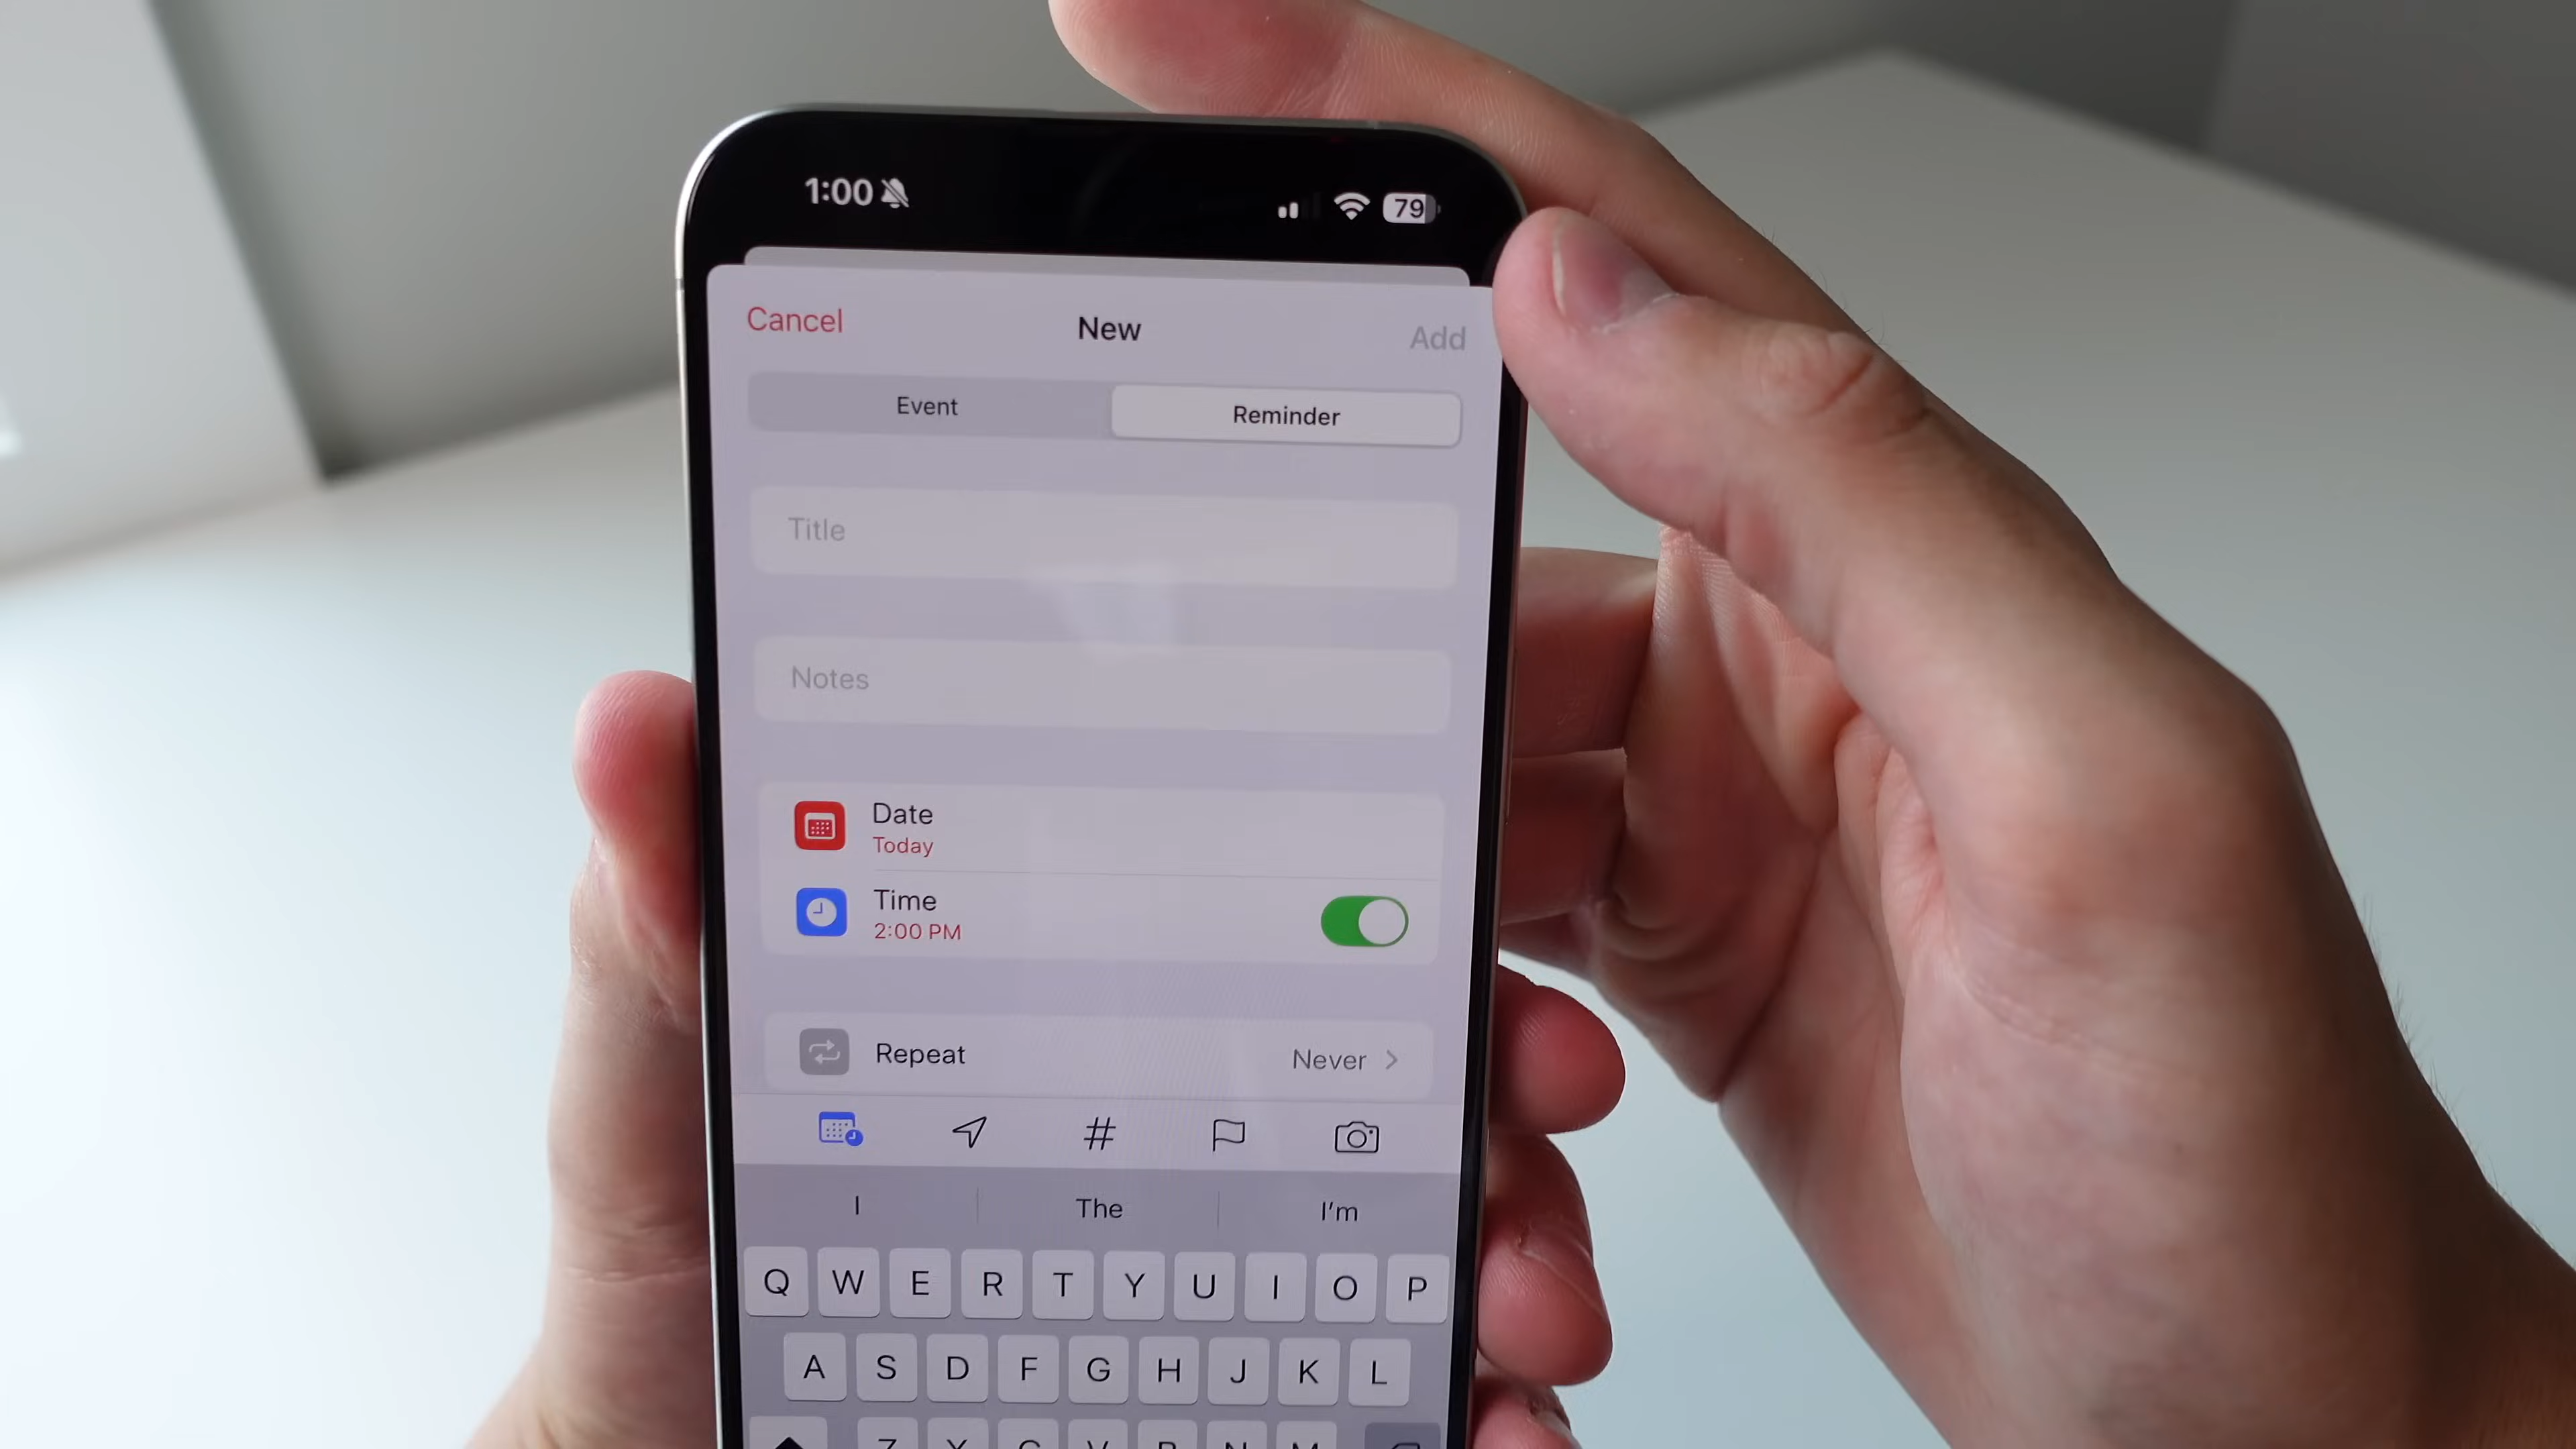 1:00
79
Cancel New Add
Event Reminder
Title
Notes
Date
Today
Time
2:00 PM
Repeat Never
#
I The I'm
Q W E R T Y U I O P
A S D F G H J K L
Z X C V B N M